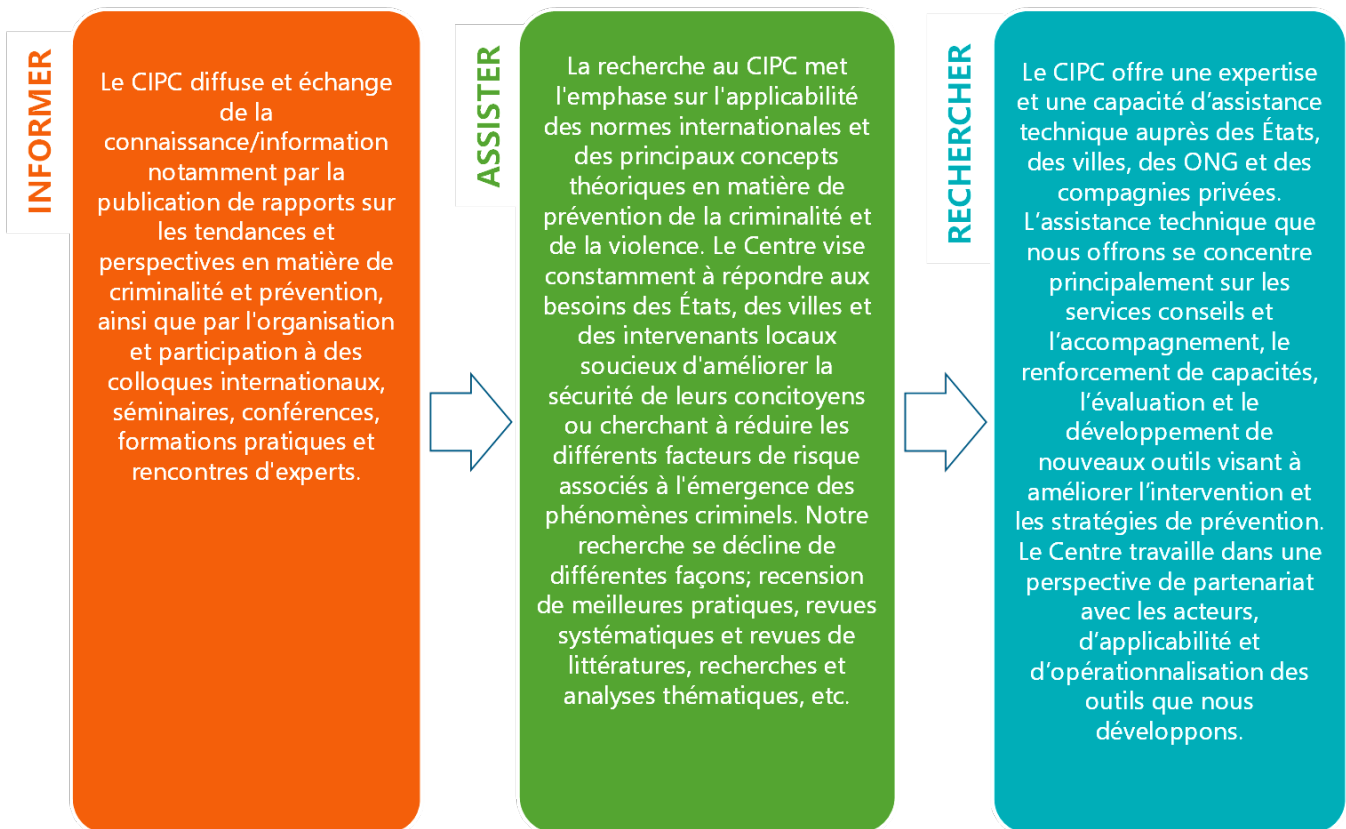 INFORMER
Le CIPC diffuse et échange
de la
connaissance/information
notamment par la
publication de rapports sur
les tendances et
perspectives en matière de
criminalité et prévention,
ainsi que par l'organisation
et participation à des
colloques internationaux,
séminaires, conférences,
formations pratiques et
rencontres d'experts.
ASSISTER
La recherche au CIPC met
l'emphase sur l'applicabilité
des normes internationales et
des principaux concepts
théoriques en matière de
prévention de la criminalité et
de la violence. Le Centre vise
constamment à répondre aux
besoins des États, des villes et
des intervenants locaux
soucieux d'améliorer la
sécurité de leurs concitoyens
ou cherchant à réduire les
différents facteurs de risque
associés à l'émergence des
phénomènes criminels. Notre
recherche se décline de
différentes façons; recension
de meilleures pratiques, revues
systématiques et revues de
littératures, recherches et
analyses thématiques, etc.
RECHERCHER
Le CIPC offre une expertise
et une capacité d’assistance
technique auprès des États,
des villes, des ONG et des
compagnies privées.
L’assistance technique que
nous offrons se concentre
principalement sur les
services conseils et
l’accompagnement, le
renforcement de capacités,
l’évaluation et le
développement de
nouveaux outils visant à
améliorer l’intervention et
les stratégies de prévention.
Le Centre travaille dans une
perspective de partenariat
avec les acteurs,
d’applicabilité et
d’opérationnalisation des
outils que nous
développons.